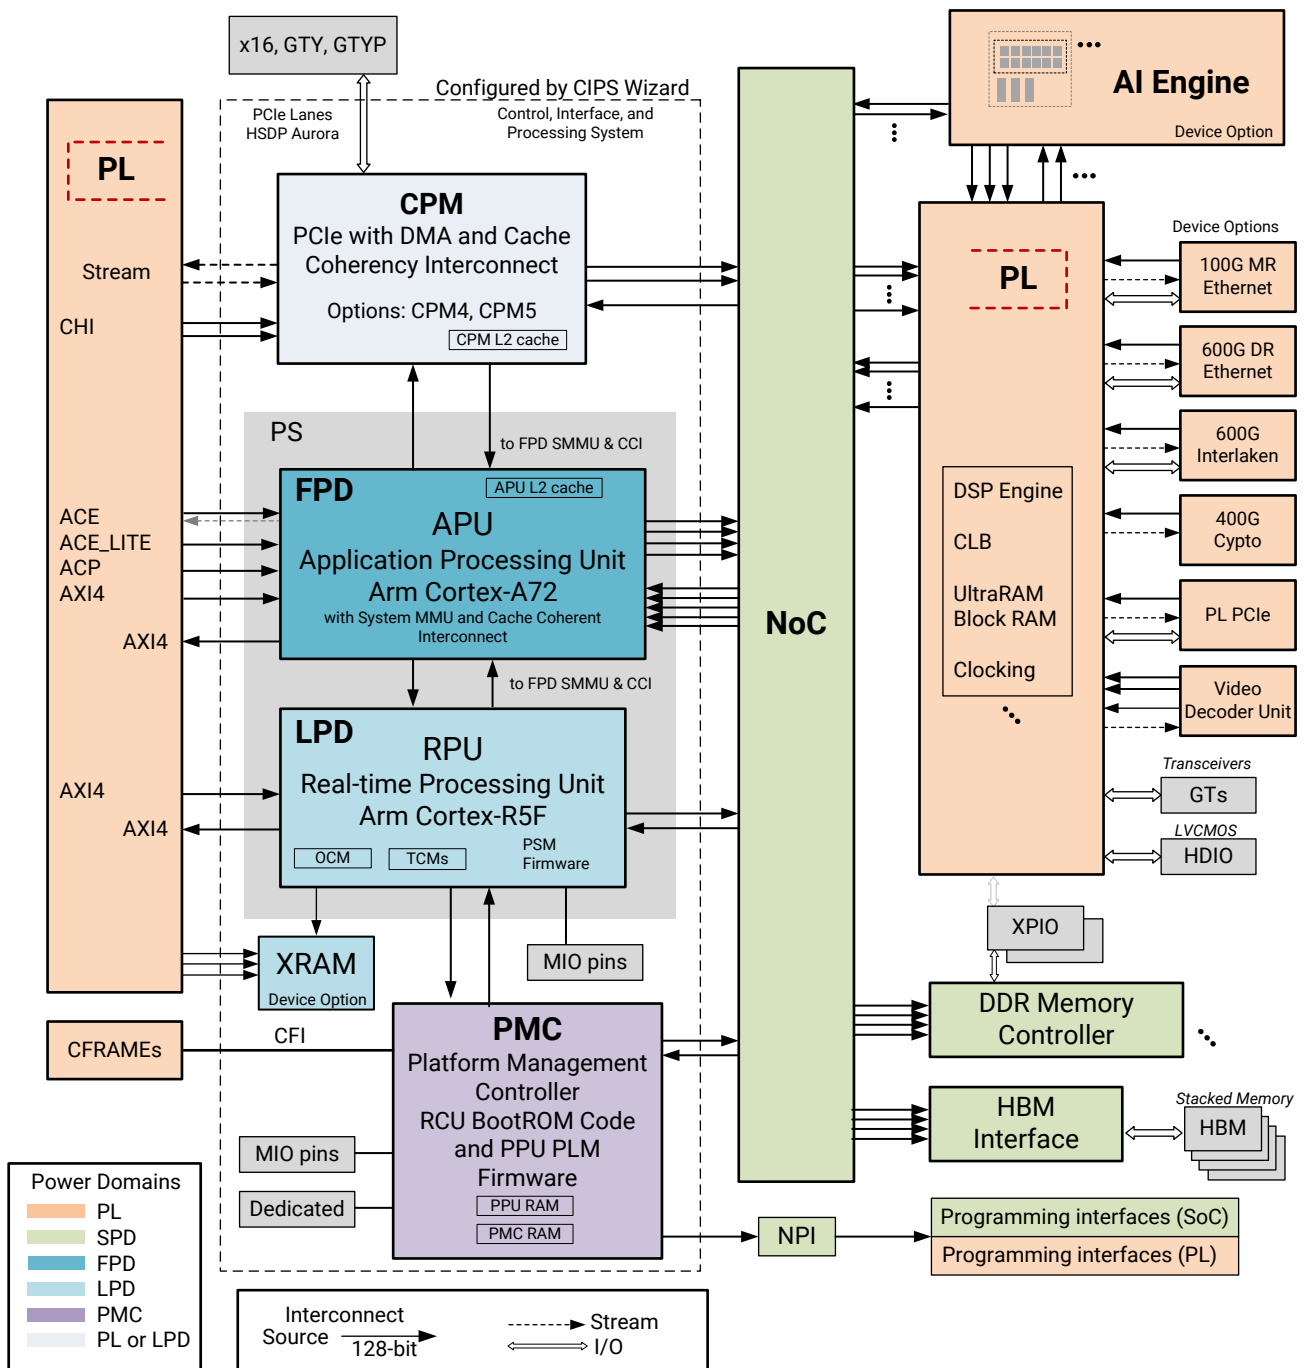 x16, GTY, GTYP
Configured by CIPS Wizard
PCIe Lanes
HSDP Aurora
Control, Interface, and
Processing System
AI Engine
Device Option
PL
Stream
CHI
ACE
ACE_LITE
ACP
AXI4
AXI4
AXI4
AXI4
CPM
PCIe with DMA and Cache
Coherency Interconnect
Options: CPM4, CPM5
CPM L2 cache
PS
to FPD SMMU & CCI
FPD
APU L2 cache
APU
Application Processing Unit
Arm Cortex-A72
with System MMU and Cache Coherent
Interconnect
to FPD SMMU & CCI
LPD
RPU
Real-time Processing Unit
Arm Cortex-R5F
OCM
TCMs
PSM
Firmware
XRAM
Device Option
MIO pins
CFRAMEs
CFI
PMC
Platform Management
Controller
RCU BootROM Code
and PPU PLM
Firmware
PPU RAM
PMC RAM
MIO pins
Dedicated
NoC
PL
DSP Engine
CLB
UltraRAM
Block RAM
Clocking
Device Options
100G MR
Ethernet
600G DR
Ethernet
600G
Interlaken
400G
Cypto
PL PCIe
Video
Decoder Unit
Transceivers
GTs
LVCMOS
HDIO
XPIO
DDR Memory
Controller
HBM
Interface
Stacked Memory
HBM
NPI
Programming interfaces (SoC)
Programming interfaces (PL)
Power Domains
PL
SPD
FPD
LPD
PMC
PL or LPD
Interconnect
Source
128-bit
Stream
I/O